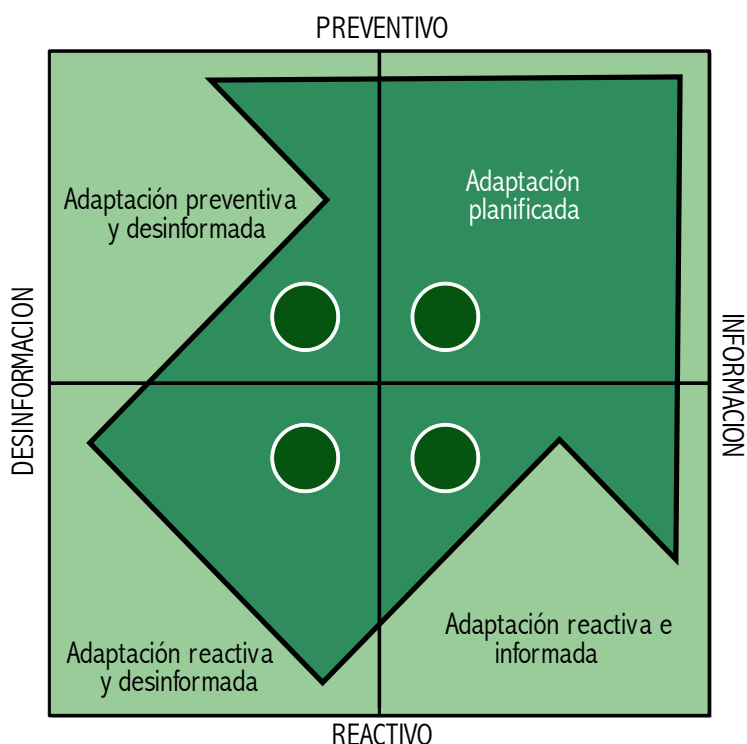 PREVENTIVO
Adaptación preventiva
y desinformada
Adaptación
planificada
DESINFORMACION
INFORMACION
Adaptación reactiva
y desinformada
Adaptación reactiva e
informada
REACTIVO